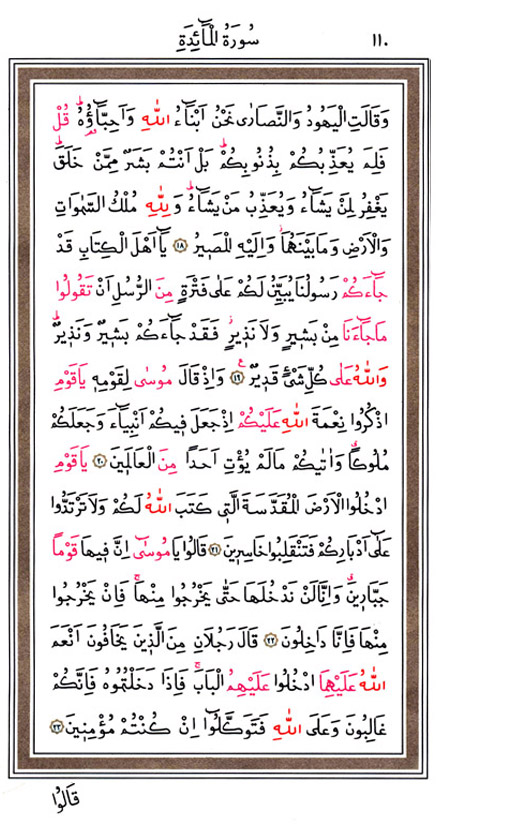 سُورَةُ الْمَٓائِدَةِ
١١٠
وَقَالَتِ الْيَهُودُ وَالنَّصَارٰى نَحْنُ اَبْنَٓاءُ اللّٰهِ وَاَحِبَّٓاؤُ۬هُۜ قُلْ
فَلِمَ يُعَذِّبُكُمْ بِذُنُوبِكُمْۜ بَلْ اَنْتُمْ بَشَرٌ مِمَّنْ خَلَقَۜ
يَغْفِرُ لِمَنْ يَشَٓاءُ وَيُعَذِّبُ مَنْ يَشَٓاءُۜ وَلِلّٰهِ مُلْكُ السَّمٰوَاتِ
وَالْاَرْضِ وَمَا بَيْنَهُمَاۘ وَاِلَيْهِ الْمَصٖيرُ ﴿١٨﴾ يَٓا اَهْلَ الْكِتَابِ قَدْ
جَٓاءَكُمْ رَسُولُنَا يُبَيِّنُ لَكُمْ عَلٰى فَتْرَةٍ مِنَ الرُّسُلِ اَنْ تَقُولُوا
مَا جَٓاءَنَا مِنْ بَشٖيرٍ وَلَا نَذٖيرٍۘ فَقَدْ جَٓاءَكُمْ بَشٖيرٌ وَنَذٖيرٌۜ
وَاللّٰهُ عَلٰى كُلِّ شَيْءٍ قَدٖيرٌ ﴿١٩﴾ وَاِذْ قَالَ مُوسٰى لِقَوْمِهٖ يَا قَوْمِ
اذْكُرُوا نِعْمَةَ اللّٰهِ عَلَيْكُمْ اِذْ جَعَلَ فٖيكُمْ اَنْبِيَٓاءَ وَجَعَلَكُمْ
مُلُوكًا وَاٰتٰيكُمْ مَا لَمْ يُؤْتِ اَحَدًا مِنَ الْعَالَمٖينَ ﴿٢٠﴾ يَا قَوْمِ
ادْخُلُوا الْاَرْضَ الْمُقَدَّسَةَ الَّتٖي كَتَبَ اللّٰهُ لَكُمْ وَلَا تَرْتَدُّوا
عَلٰٓى اَدْبَارِكُمْ فَتَنْقَلِبُوا خَاسِرٖينَ ﴿٢١﴾ قَالُوا يَا مُوسٰٓى اِنَّ فٖيهَا قَوْمًا
جَبَّارٖينَۗ وَاِنَّا لَنْ نَدْخُلَهَا حَتّٰى يَخْرُجُوا مِنْهَاۚ فَاِنْ يَخْرُجُوا
مِنْهَا فَاِنَّا دَاخِلُونَ ﴿٢٢﴾ قَالَ رَجُلَانِ مِنَ الَّذٖينَ يَخَافُونَ اَنْعَمَ
اللّٰهُ عَلَيْهِمَا ادْخُلُوا عَلَيْهِمُ الْبَابَۚ فَاِذَا دَخَلْتُمُوهُ فَاِنَّكُمْ
غَالِبُونَ وَعَلَى اللّٰهِ فَتَوَكَّلُٓوا اِنْ كُنْتُمْ مُؤْمِنٖينَ ﴿٢٣﴾
قَالُوا